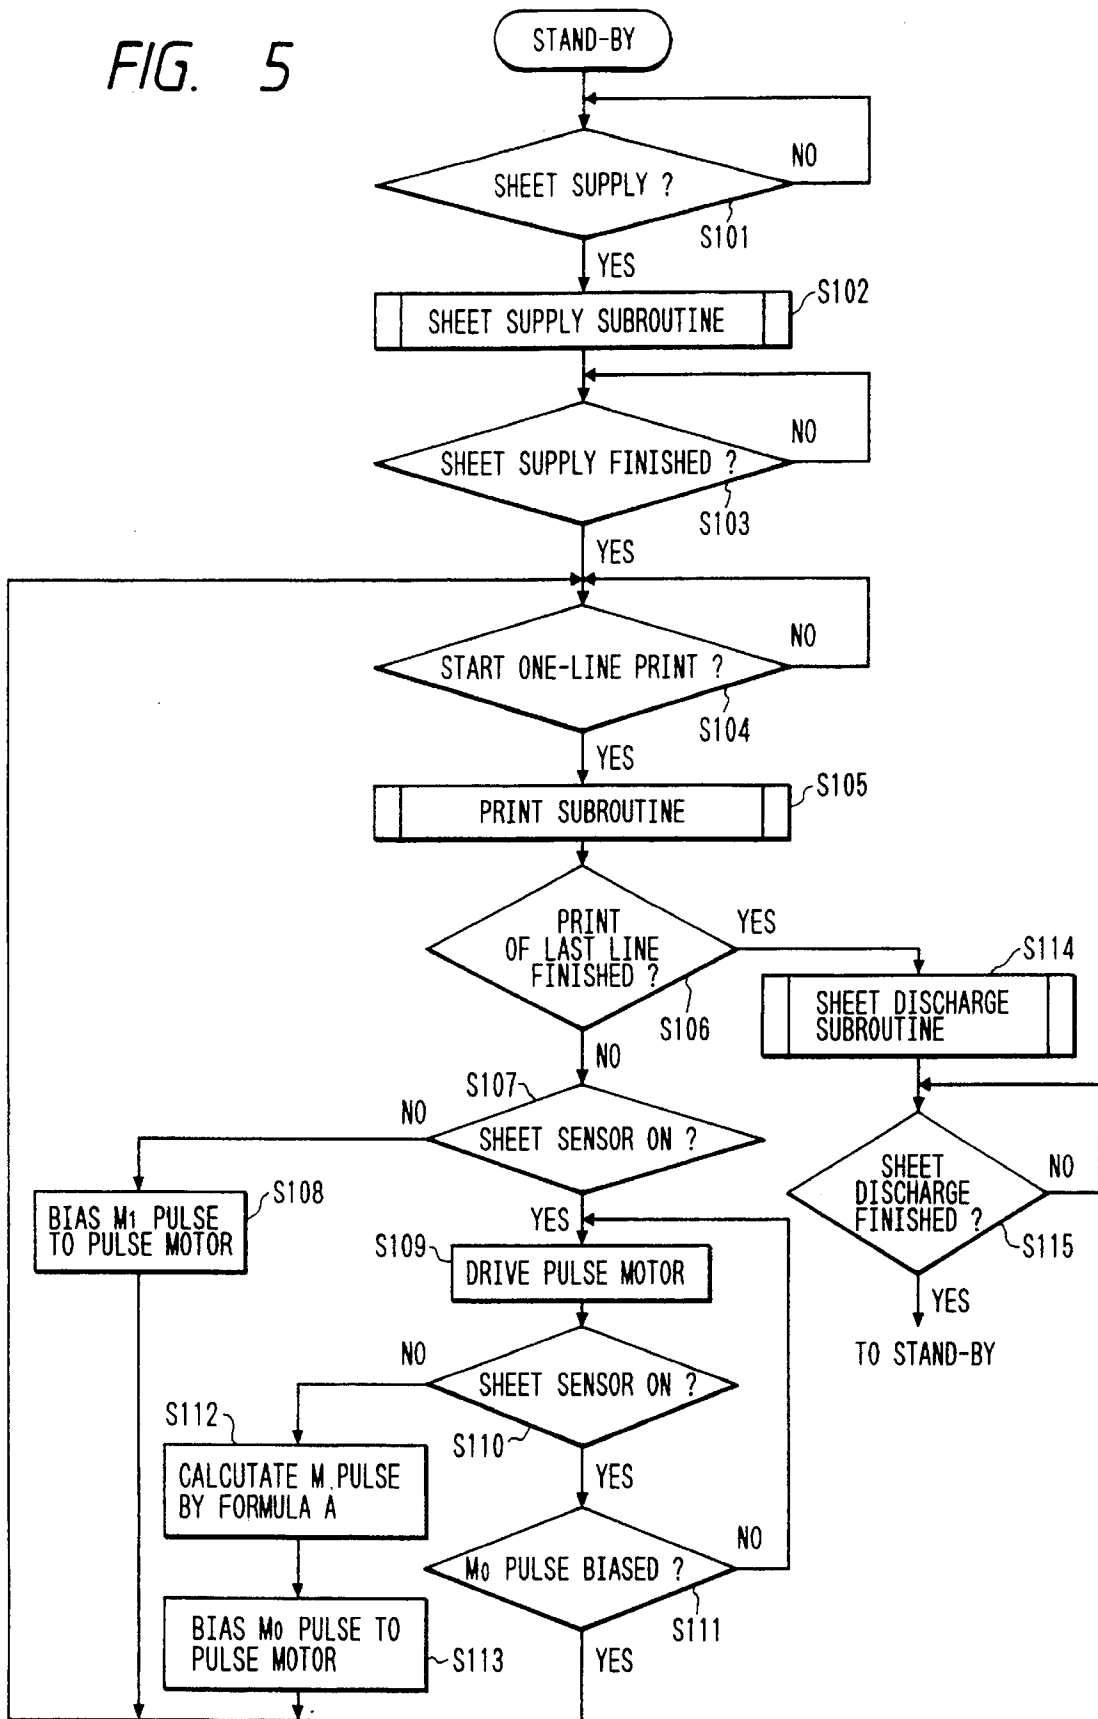 FIG. 5
STAND-BY
NO
SHEET SUPPLY ?
S101
YES
S102
SHEET SUPPLY SUBROUTINE
NO
SHEET SUPPLY FINISHED ?
S103
YES
NO
START ONE-LINE PRINT ?
S104
YES
S105
PRINT SUBROUTINE
PRINT
OF LAST LINE
FINISHED ?
YES
S106
NO
S114
SHEET DISCHARGE
SUBROUTINE
S107
NO
SHEET SENSOR ON ?
YES
SHEET
DISCHARGE
FINISHED ?
NO
S115
YES
TO STAND-BY
S108
BIAS M1 PULSE
TO PULSE MOTOR
S109
DRIVE PULSE MOTOR
NO
SHEET SENSOR ON ?
S110
YES
S112
CALCUTATE M PULSE
BY FORMULA A
NO
M0 PULSE BIASED ?
S111
YES
BIAS M0 PULSE TO
PULSE MOTOR
S113